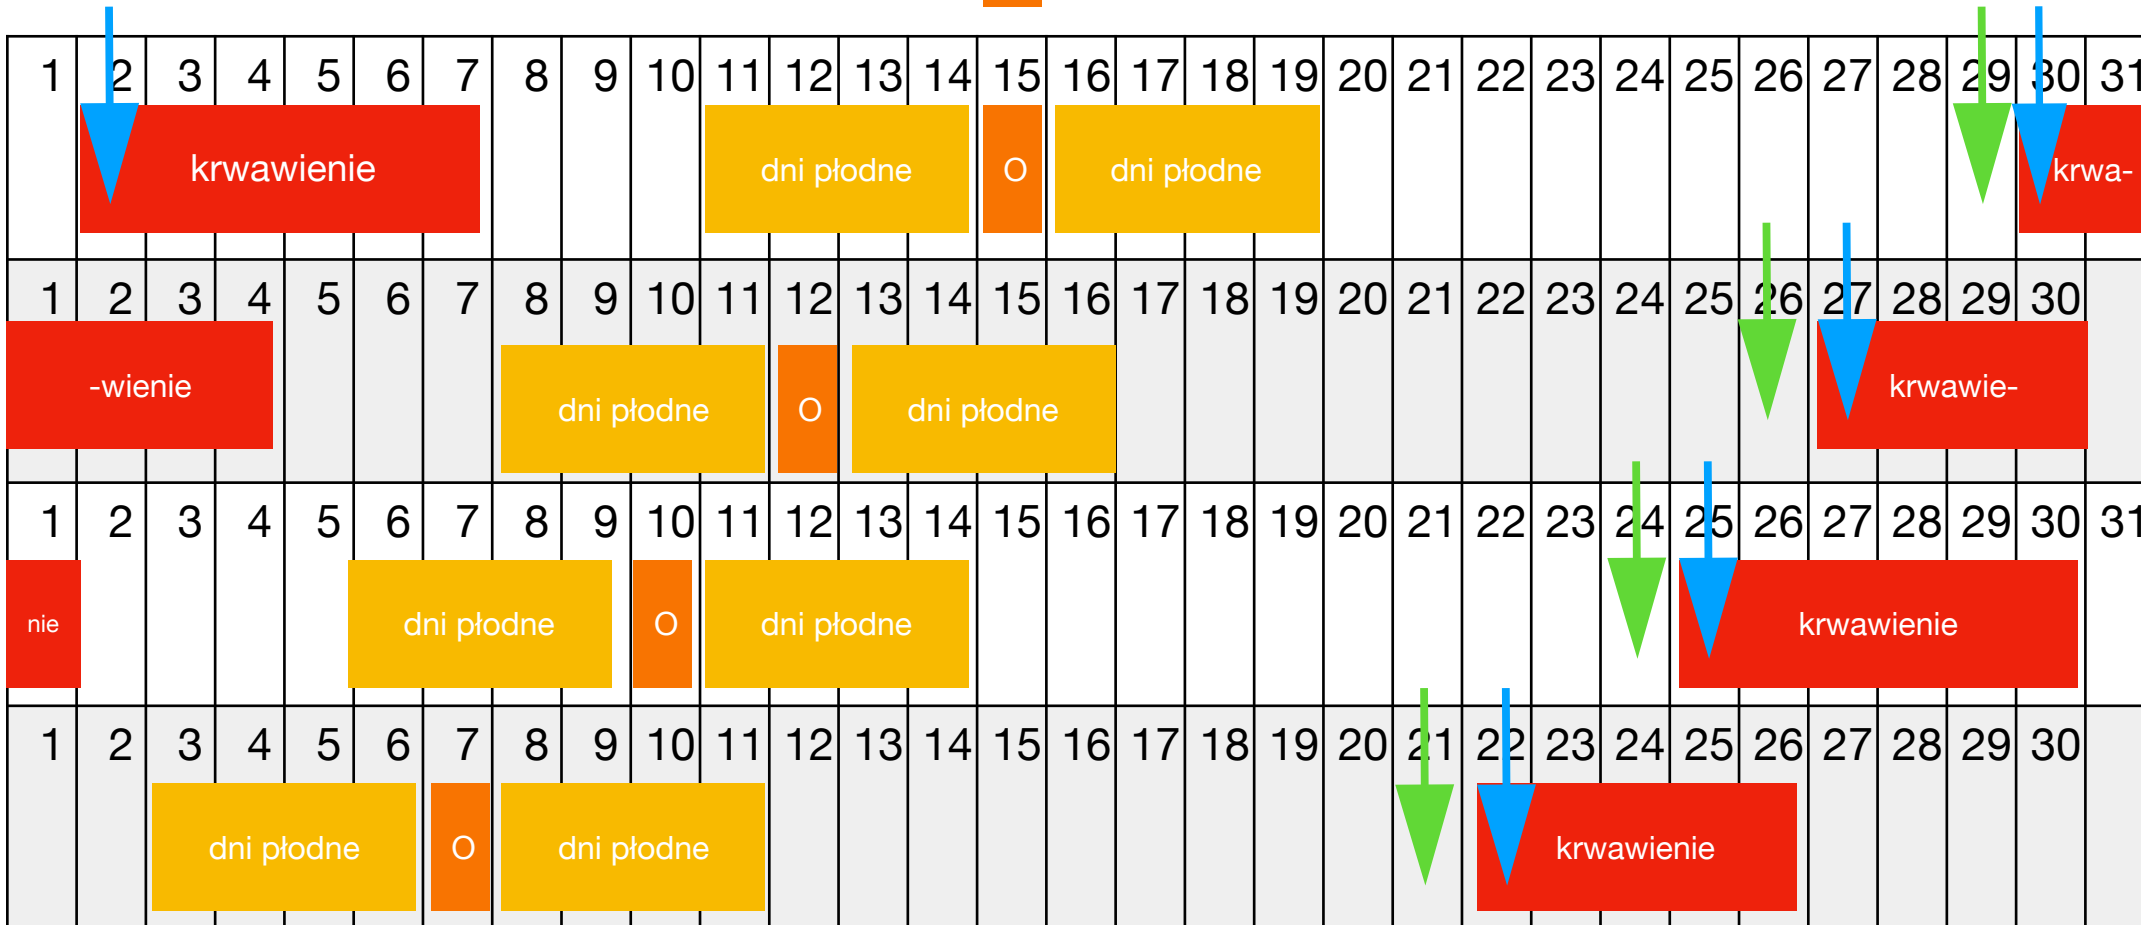 1 2 3 4 5 6 7 8 9 10 11 12 13 14 15 16 17 18 19 20 21 22 23 24 25 26 27 28 29 30 31
krwawienie dni płodne O dni płodne krwa-
1 2 3 4 5 6 7 8 9 10 11 12 13 14 15 16 17 18 19 20 21 22 23 24 25 26 27 28 29 30
-wienie dni płodne O dni płodne krwawie-
1 2 3 4 5 6 7 8 9 10 11 12 13 14 15 16 17 18 19 20 21 22 23 24 25 26 27 28 29 30 31
nie dni płodne O dni płodne krwawienie
1 2 3 4 5 6 7 8 9 10 11 12 13 14 15 16 17 18 19 20 21 22 23 24 25 26 27 28 29 30
dni płodne O dni płodne krwawienie